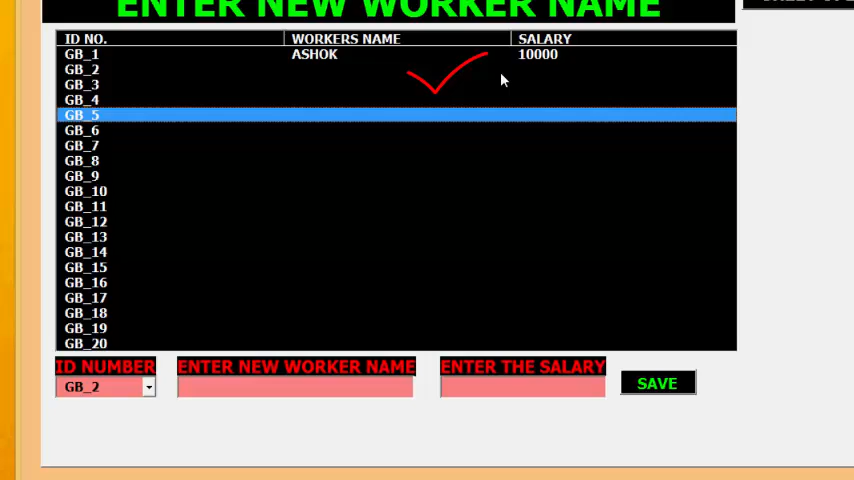 ENTER NEW WORKER NAME
ID NO. WORKERS NAME SALARY
GB_1 ASHOK 10000
GB_2
GB_3
GB_4
GB_5
GB_6
GB_7
GB_8
GB_9
GB_10
GB_11
GB_12
GB_13
GB_14
GB_15
GB_16
GB_17
GB_18
GB_19
GB_20
ID NUMBER ENTER NEW WORKER NAME ENTER THE SALARY
GB_2 SAVE